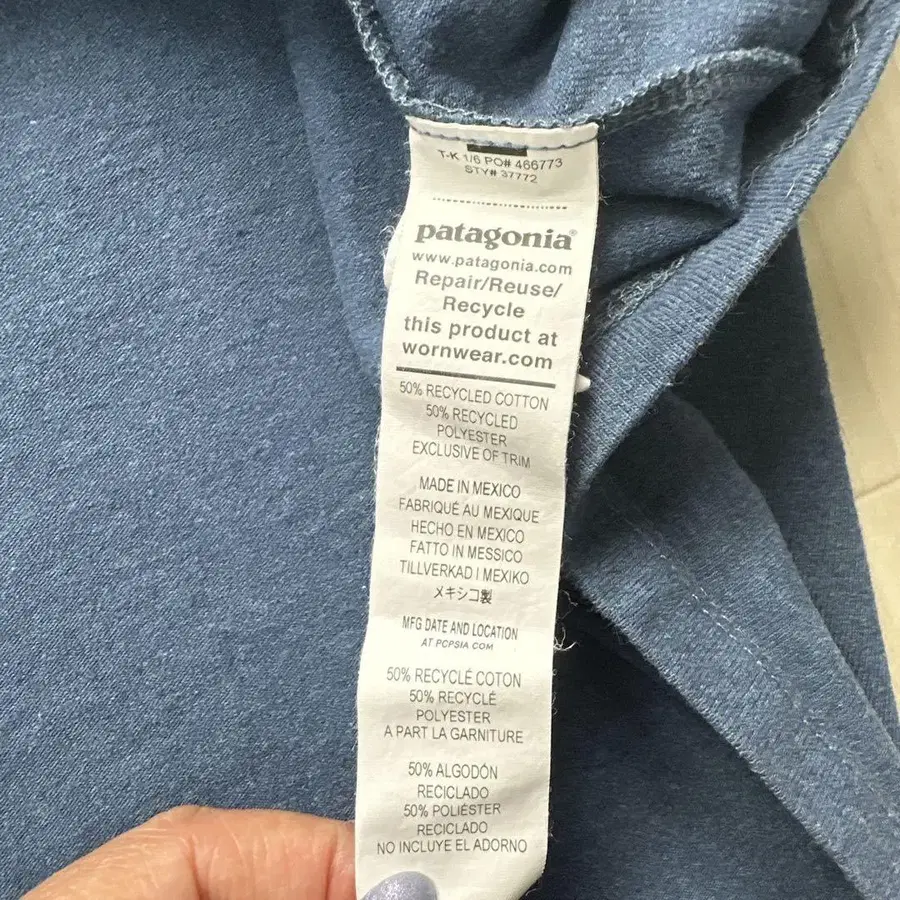 T-K 1/6 PO# 466773
STY# 37772
patagonia®
www.patagonia.com
Repair/Reuse/
Recycle
this product at
wornwear.com
50% RECYCLED COTTON
50% RECYCLED
POLYESTER
EXCLUSIVE OF TRIM
MADE IN MEXICO
FABRIQUÉ AU MEXIQUE
HECHO EN MEXICO
FATTO IN MESSICO
TILLVERKAD I MEXIKO
メキシコ製
MFG DATE AND LOCATION
AT PCPSIA COM
50% RECYCLÉ COTON
50% RECYCLÉ
POLYESTER
A PART LA GARNITURE
50% ALGODÓN
RECICLADO
50% POLIÉSTER
RECICLADO
NO INCLUYE EL ADORNO